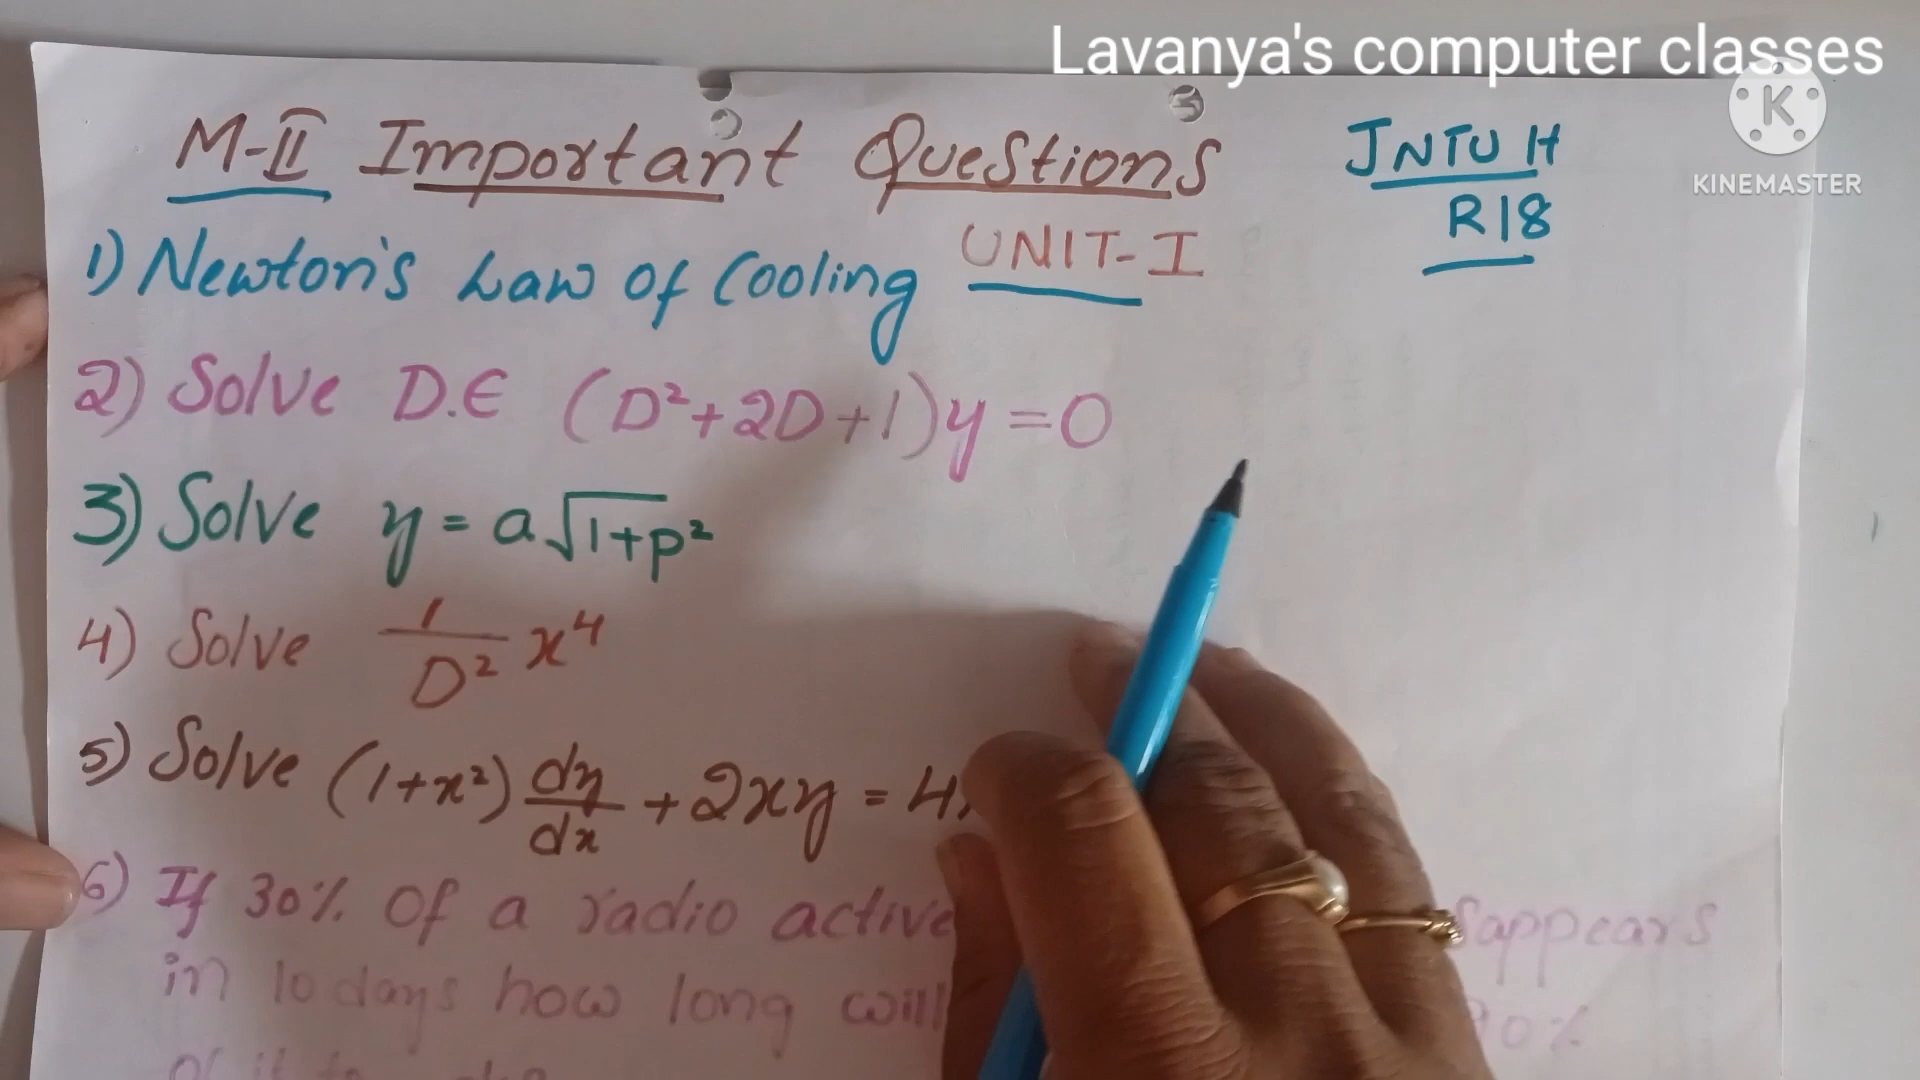 Lavanya's computer classes
KINEMASTER
M-II Important Questions
JNTUH
R18
UNIT-I
1) Newton's Law of Cooling
2) Solve D.E (D²+2D+1)y=0
3) Solve y = a√1+p²
4) Solve 1/D² x⁴
5) Solve (1+x²) dy/dx + 2xy = 4
6) If 30% of a radio active
in 10 days how long will